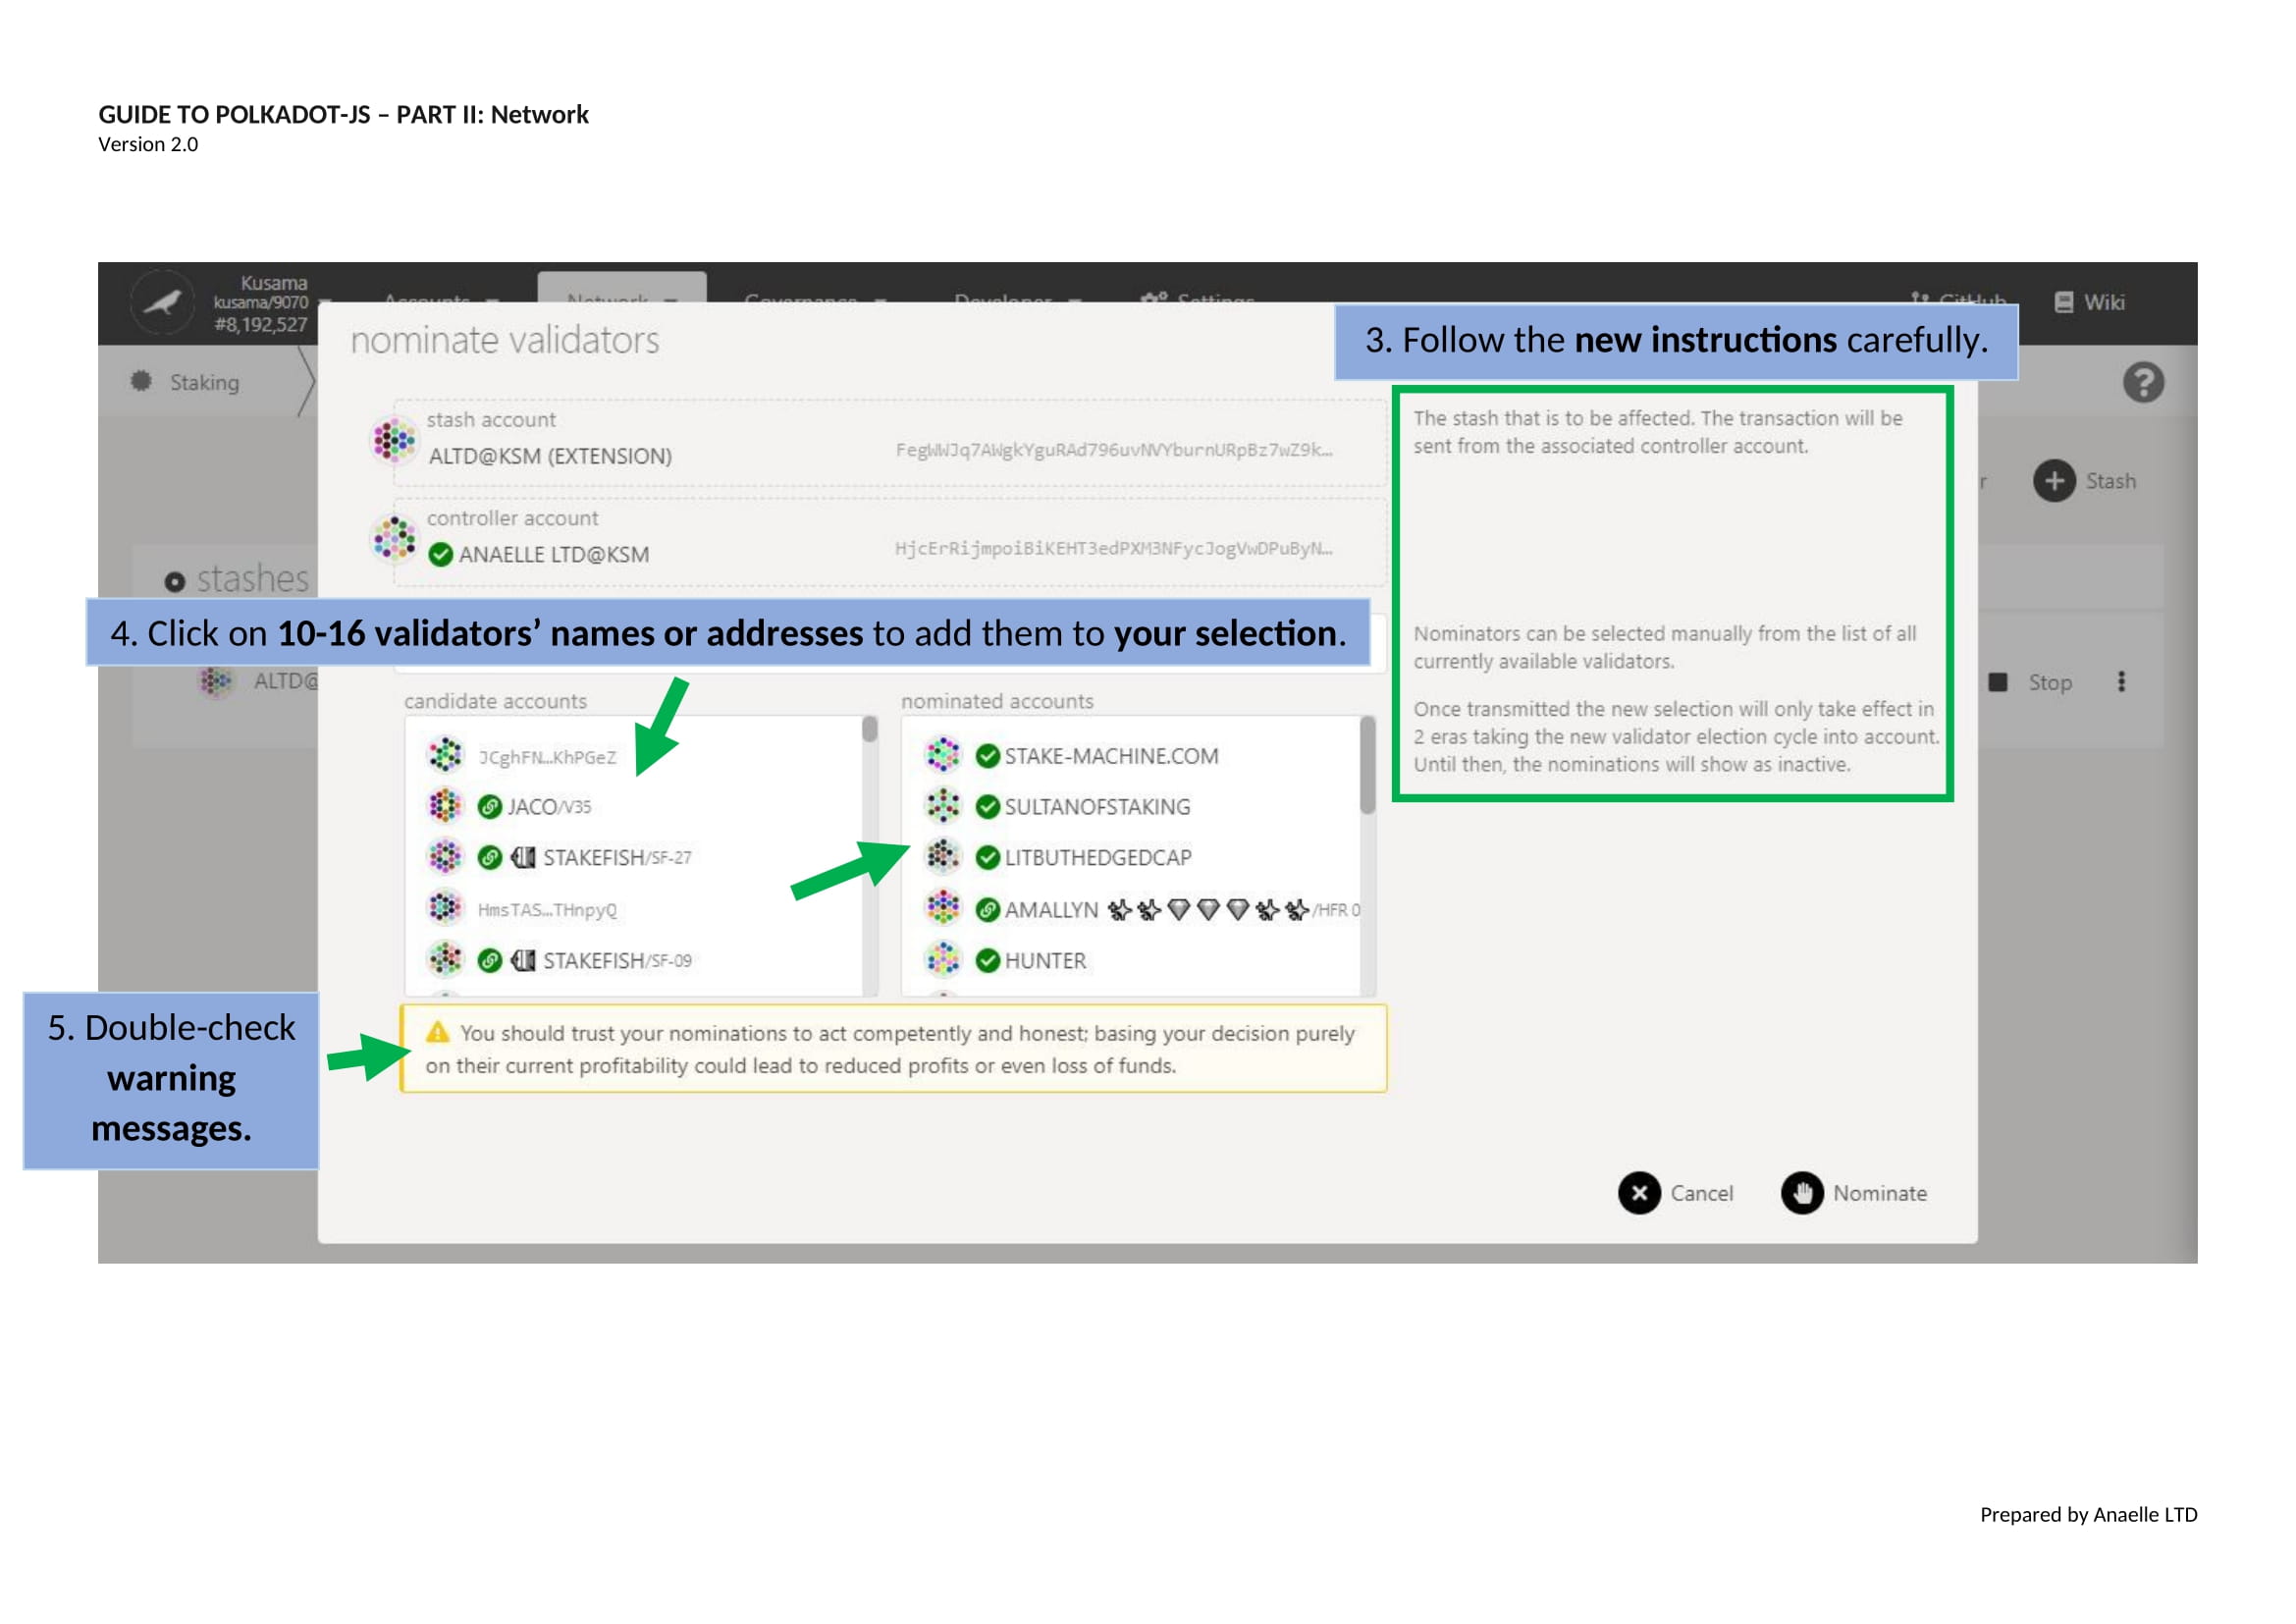 GUIDE TO POLKADOT-JS – PART II: Network
Version 2.0
Kusama
kusama/9070
#8,192,527
Accounts
Network
Governance
Developer
Settings
GitHub
Wiki
nominate validators
3. Follow the new instructions carefully.
Staking
stash account
ALTD@KSM (EXTENSION)
FegWWJq7AWgkYguRAd796uvNVYburnURpBz7wZ9k...
The stash that is to be affected. The transaction will be
sent from the associated controller account.
Stash
controller account
ANAELLE LTD@KSM
HjcErRijmpoiBiKEHT3edPXM3NFycJogVwDPuByN...
stashes
4. Click on 10-16 validators’ names or addresses to add them to your selection.
Nominators can be selected manually from the list of all
currently available validators.
ALTD@
Stop
candidate accounts
nominated accounts
Once transmitted the new selection will only take effect in
2 eras taking the new validator election cycle into account.
Until then, the nominations will show as inactive.
JCghFN...KhPGeZ
JACO/V35
STAKEFISH/SF-27
HmsTAS...THnpyQ
STAKEFISH/SF-09
STAKE-MACHINE.COM
SULTANOFSTAKING
LITBUTHEDGEDCAP
AMALLYN /HFR 0
HUNTER
5. Double-check
warning
messages.
You should trust your nominations to act competently and honest; basing your decision purely
on their current profitability could lead to reduced profits or even loss of funds.
Cancel
Nominate
Prepared by Anaelle LTD